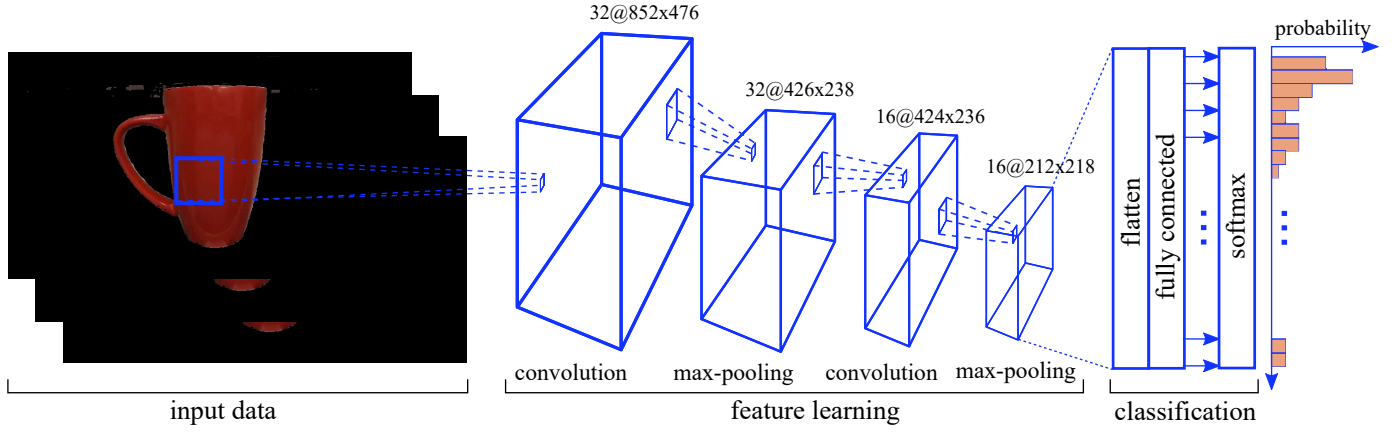 32@852x476
32@426x238
16@424x236
16@212x218
probability
flatten
fully connected
softmax
convolution
max-pooling
convolution
max-pooling
input data
feature learning
classification